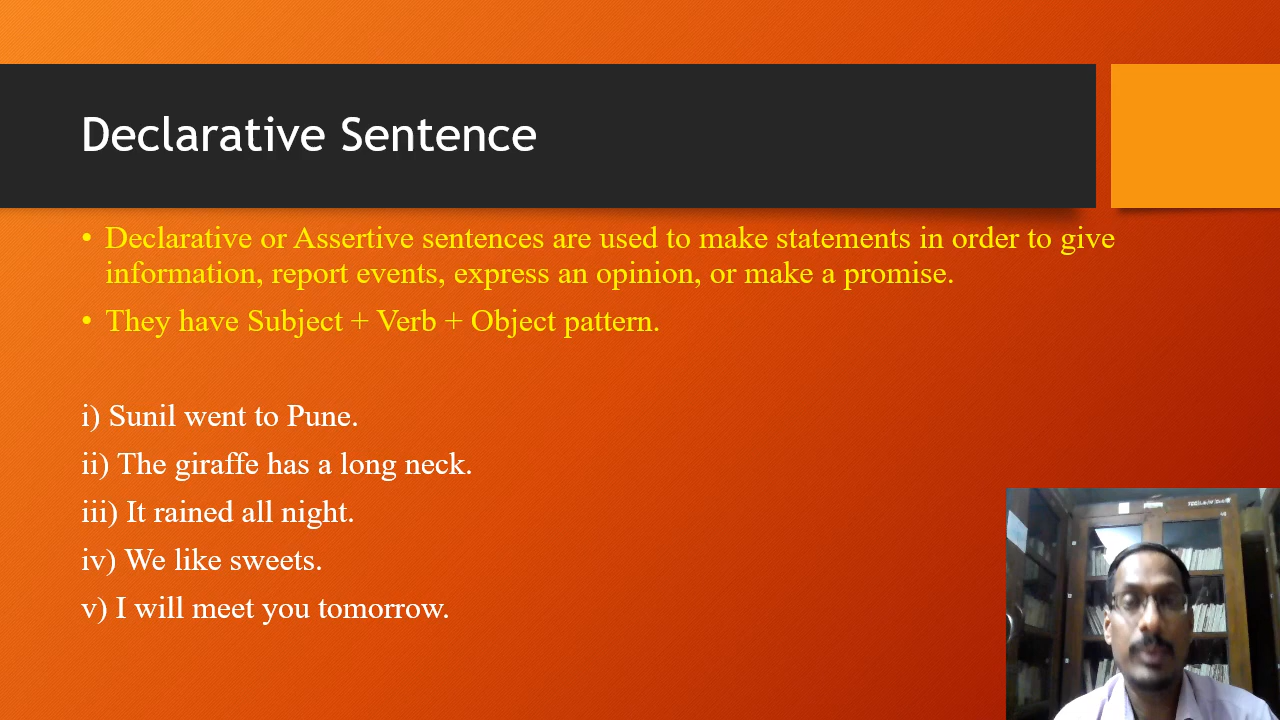 Declarative Sentence
• Declarative or Assertive sentences are used to make statements in order to give
information, report events, express an opinion, or make a promise.
• They have Subject + Verb + Object pattern.
i) Sunil went to Pune.
ii) The giraffe has a long neck.
iii) It rained all night.
iv) We like sweets.
v) I will meet you tomorrow.